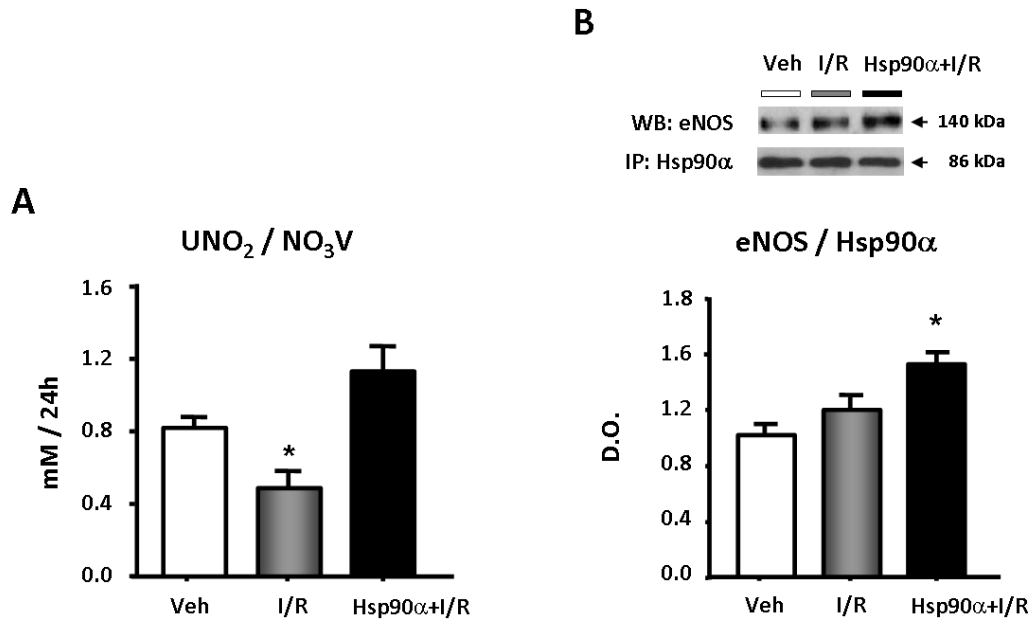 B
Veh I/R Hsp90α+I/R
WB: eNOS 140 kDa
IP: Hsp90α 86 kDa
A
UNO₂ / NO₃V
1.6
1.2
0.8
0.4
0.0
mM / 24h
*
Veh I/R Hsp90α+I/R
eNOS / Hsp90α
1.8
1.6
1.2
0.8
0.4
0.0
D.O.
*
Veh I/R Hsp90α+I/R